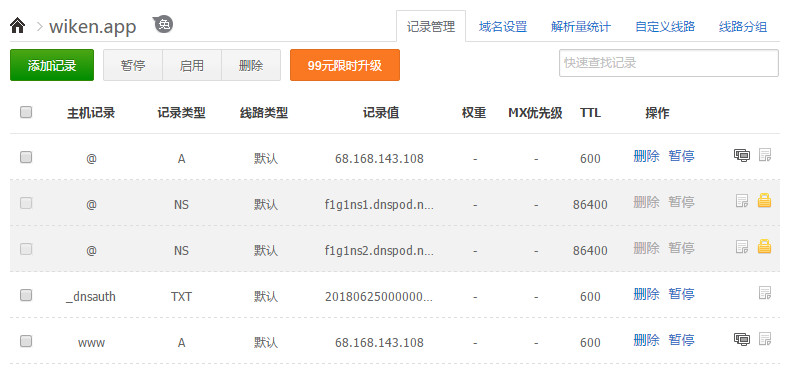 wiken.app 免 记录管理 域名设置 解析量统计 自定义线路 线路分组
添加记录 暂停 启用 删除 99元限时升级 快速查找记录
主机记录 记录类型 线路类型 记录值 权重 MX优先级 TTL 操作
@ A 默认 68.168.143.108 - - 600 删除 暂停
@ NS 默认 f1g1ns1.dnspod.n... - - 86400 删除 暂停
@ NS 默认 f1g1ns2.dnspod.n... - - 86400 删除 暂停
_dnsauth TXT 默认 20180625000000... - - 600 删除 暂停
www A 默认 68.168.143.108 - - 600 删除 暂停